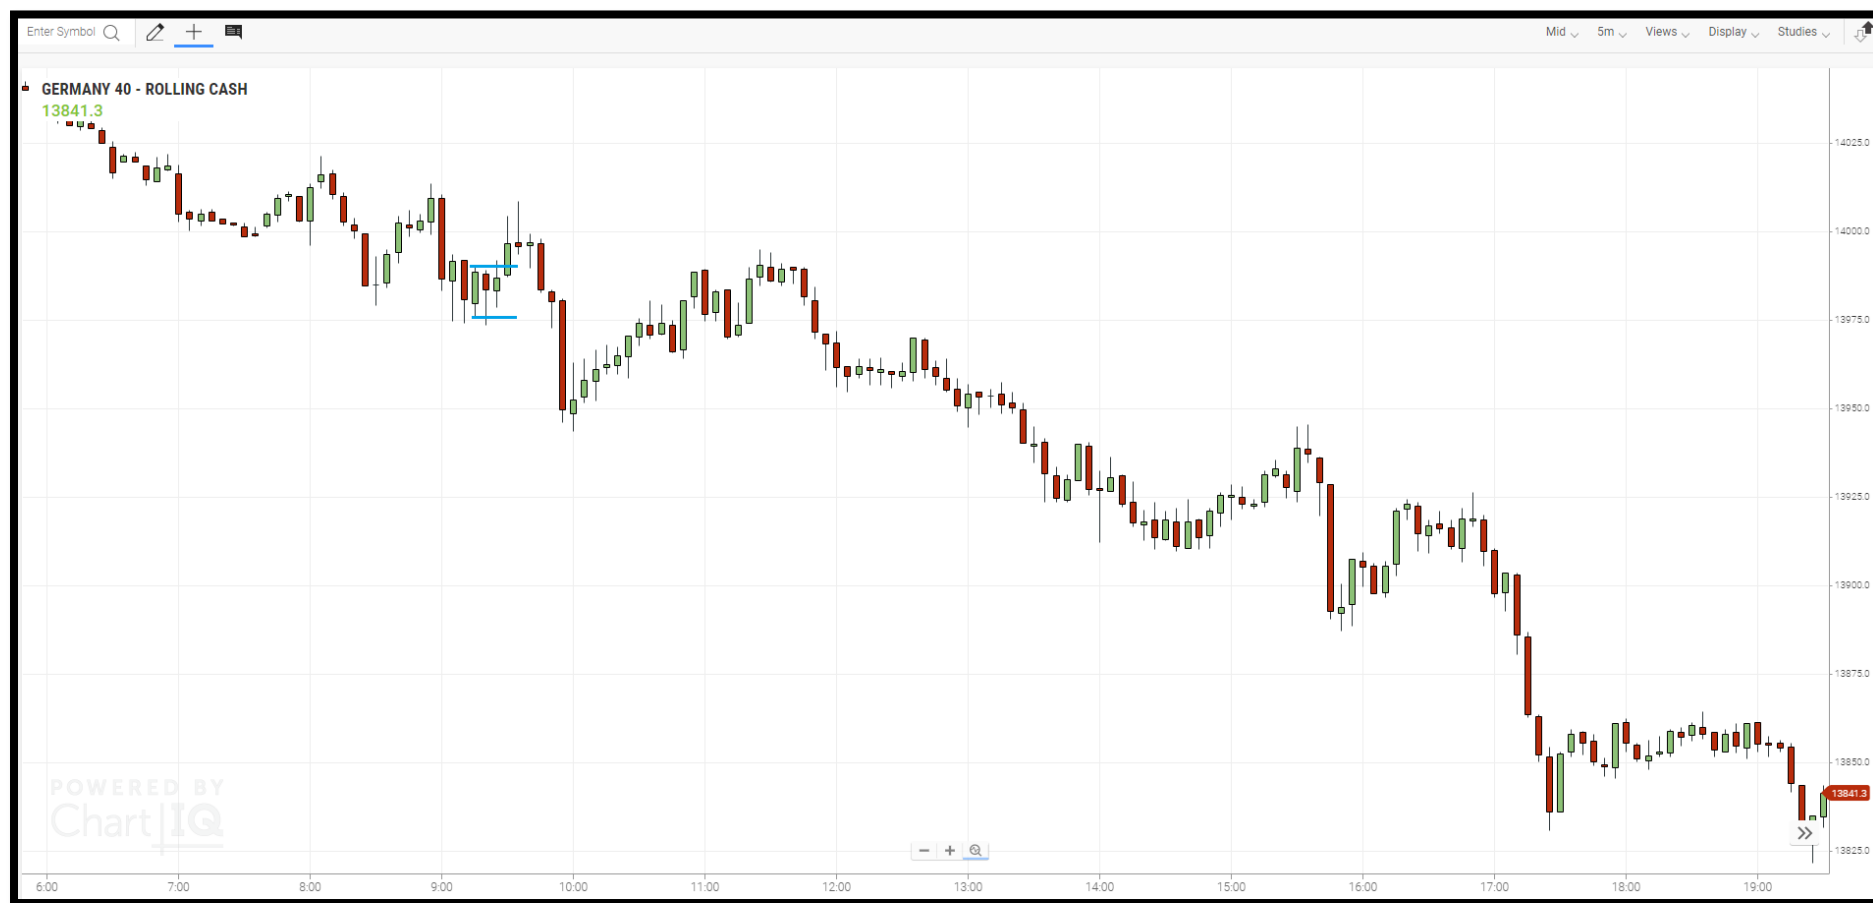 Enter Symbol
Mid 5m Views Display Studies
GERMANY 40 - ROLLING CASH
13841.3
14025.0
14000.0
13975.0
13950.0
13925.0
13900.0
13875.0
13850.0
13841.3
13825.0
POWERED BY
Chart IQ
6:00 7:00 8:00 9:00 10:00 11:00 12:00 13:00 14:00 15:00 16:00 17:00 18:00 19:00